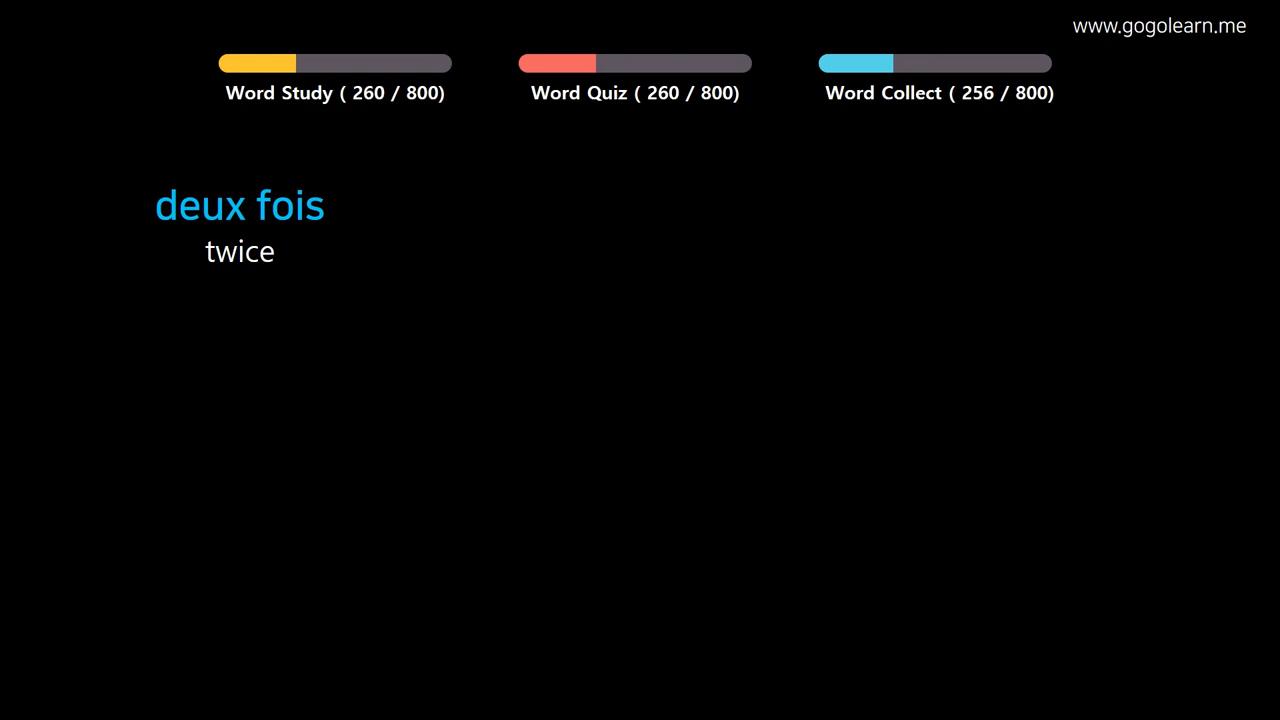 www.gogolearn.me
Word Study ( 260 / 800)
Word Quiz ( 260 / 800)
Word Collect ( 256 / 800)
deux fois
twice